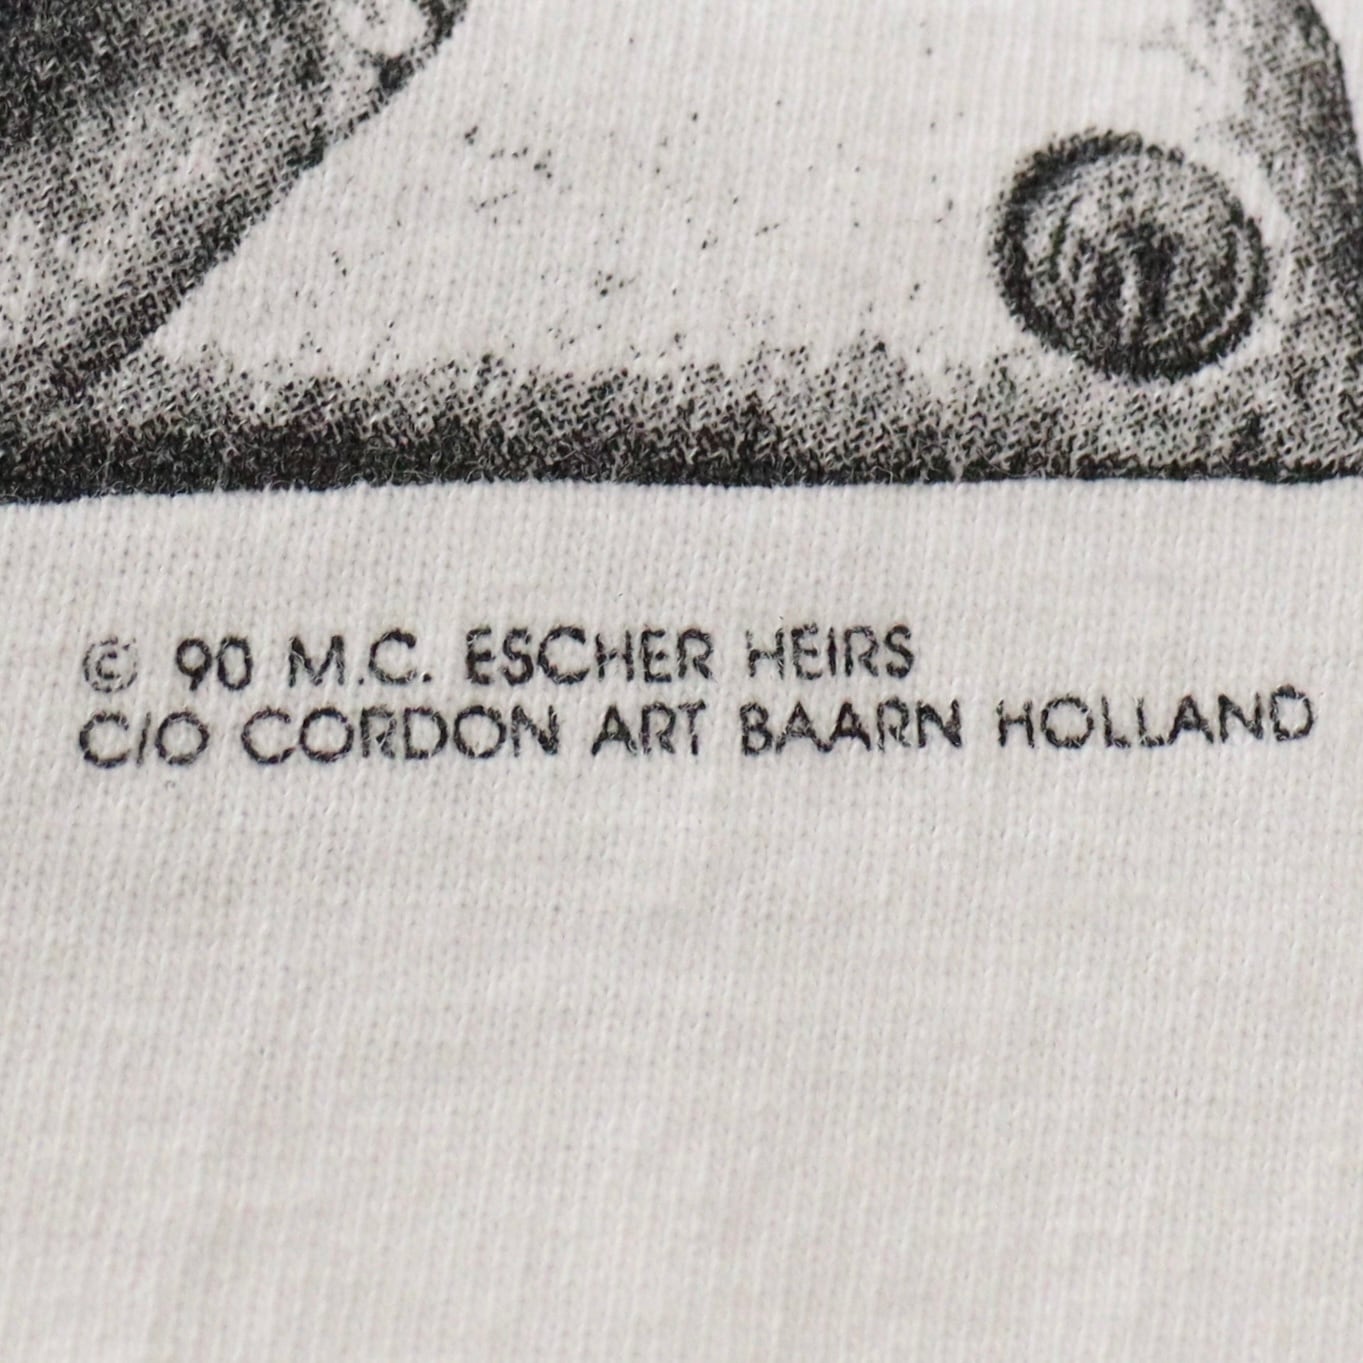 © 90 M.C. ESCHER HEIRS
C/O CORDON ART BAARN HOLLAND